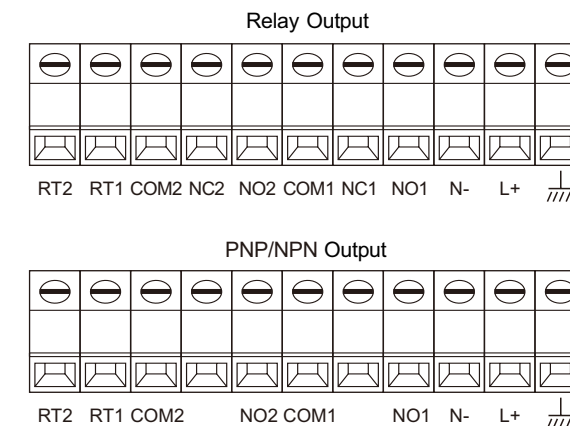 Relay Output
RT2 RT1 COM2 NC2 NO2 COM1 NC1 NO1 N- L+
PNP/NPN Output
RT2 RT1 COM2 NO2 COM1 NO1 N- L+